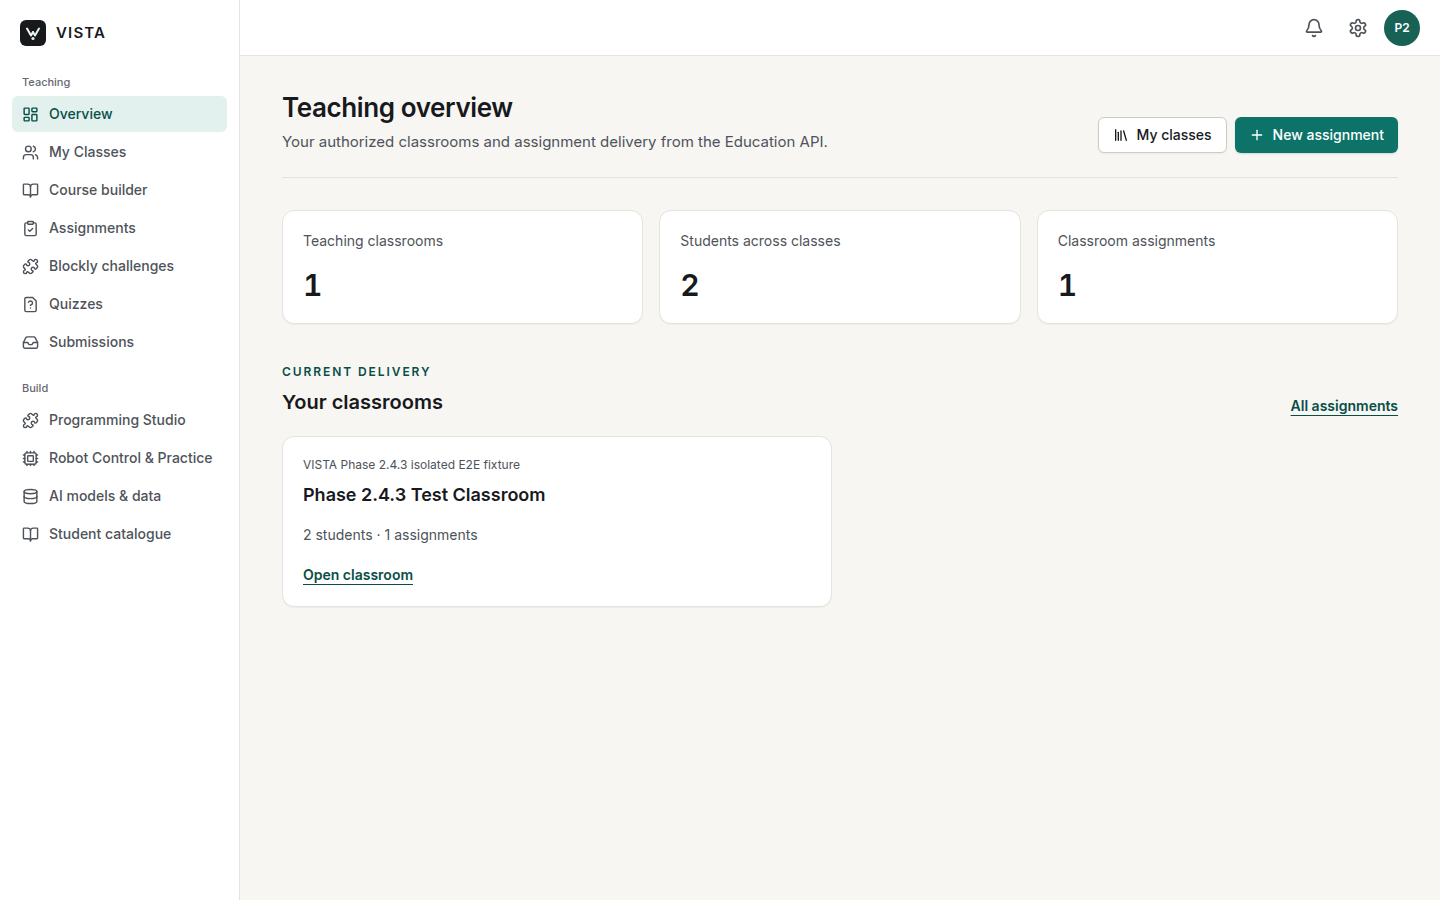 VISTA
Teaching
Overview
My Classes
Course builder
Assignments
Blockly challenges
Quizzes
Submissions
Build
Programming Studio
Robot Control & Practice
AI models & data
Student catalogue
P2
Teaching overview
Your authorized classrooms and assignment delivery from the Education API.
My classes
New assignment
Teaching classrooms
1
Students across classes
2
Classroom assignments
1
CURRENT DELIVERY
Your classrooms
All assignments
VISTA Phase 2.4.3 isolated E2E fixture
Phase 2.4.3 Test Classroom
2 students · 1 assignments
Open classroom